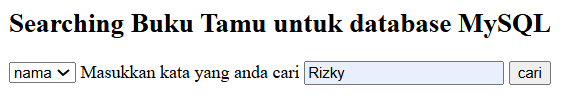 Searching Buku Tamu untuk database MySQL
nama Masukkan kata yang anda cari Rizky cari